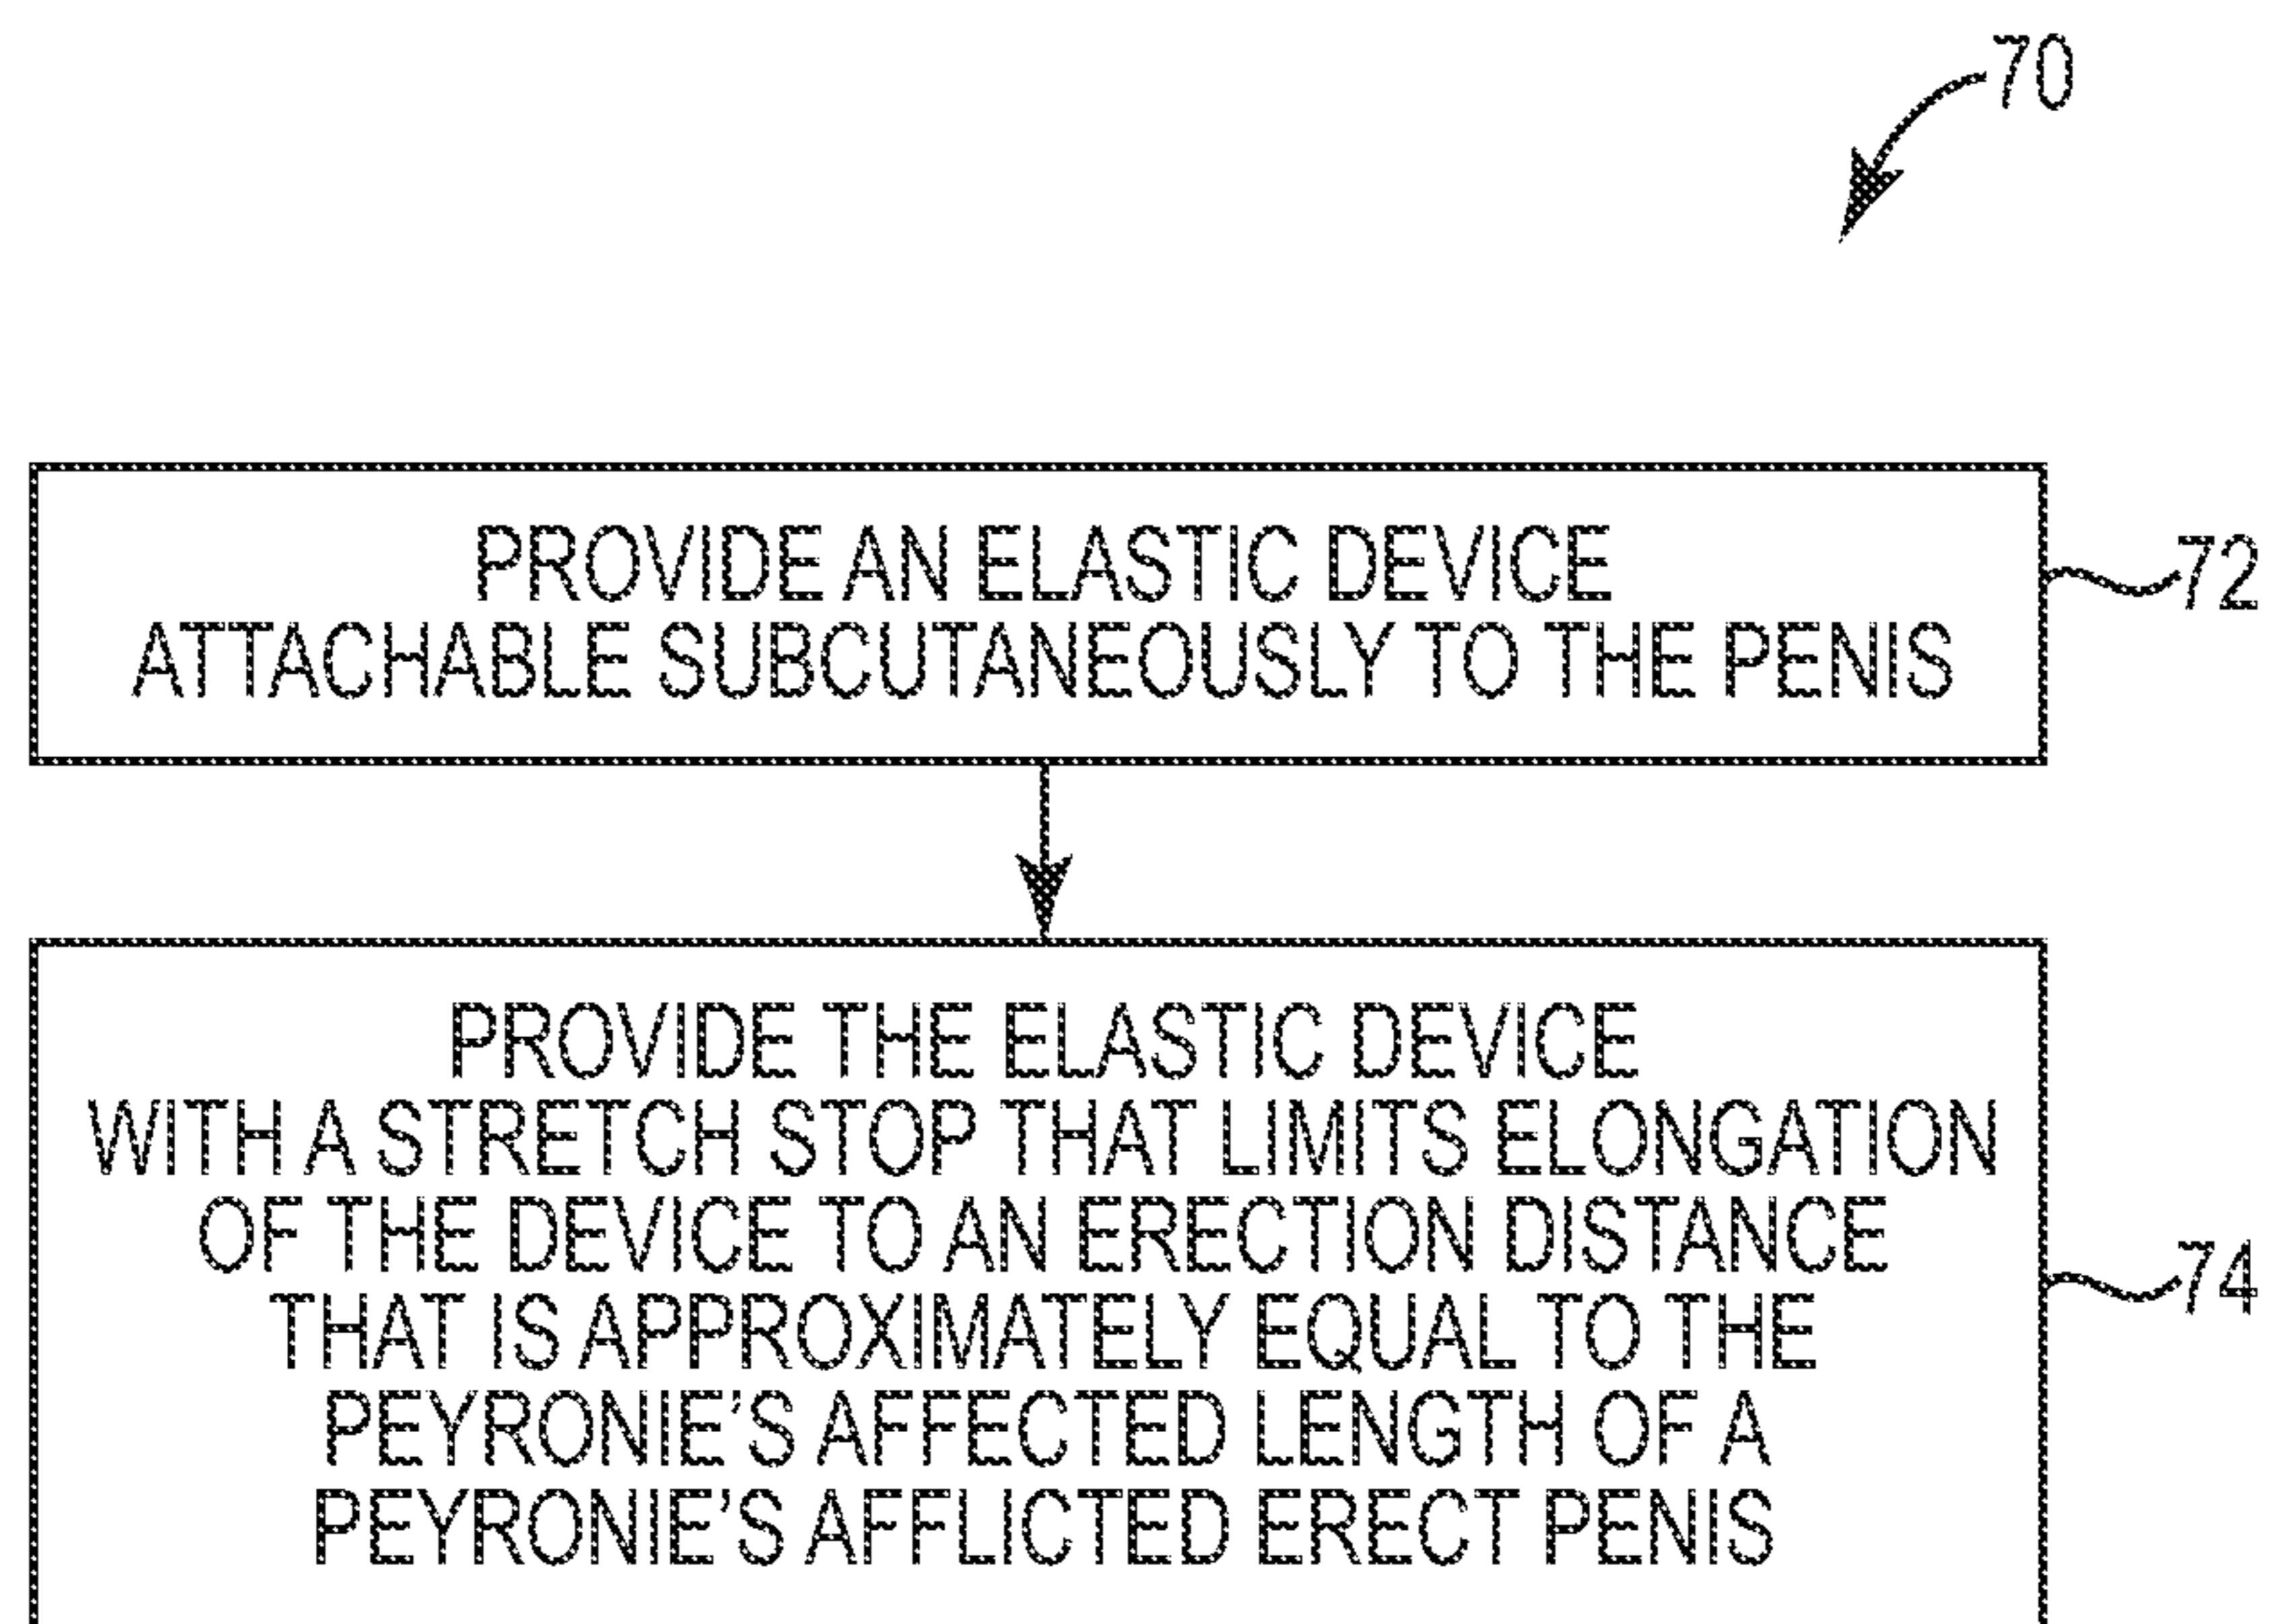 70
PROVIDE AN ELASTIC DEVICE
ATTACHABLE SUBCUTANEOUSLY TO THE PENIS
72
PROVIDE THE ELASTIC DEVICE
WITH A STRETCH STOP THAT LIMITS ELONGATION
OF THE DEVICE TO AN ERECTION DISTANCE
THAT IS APPROXIMATELY EQUAL TO THE
PEYRONIE'S AFFECTED LENGTH OF A
PEYRONIE'S AFFLICTED ERECT PENIS
74